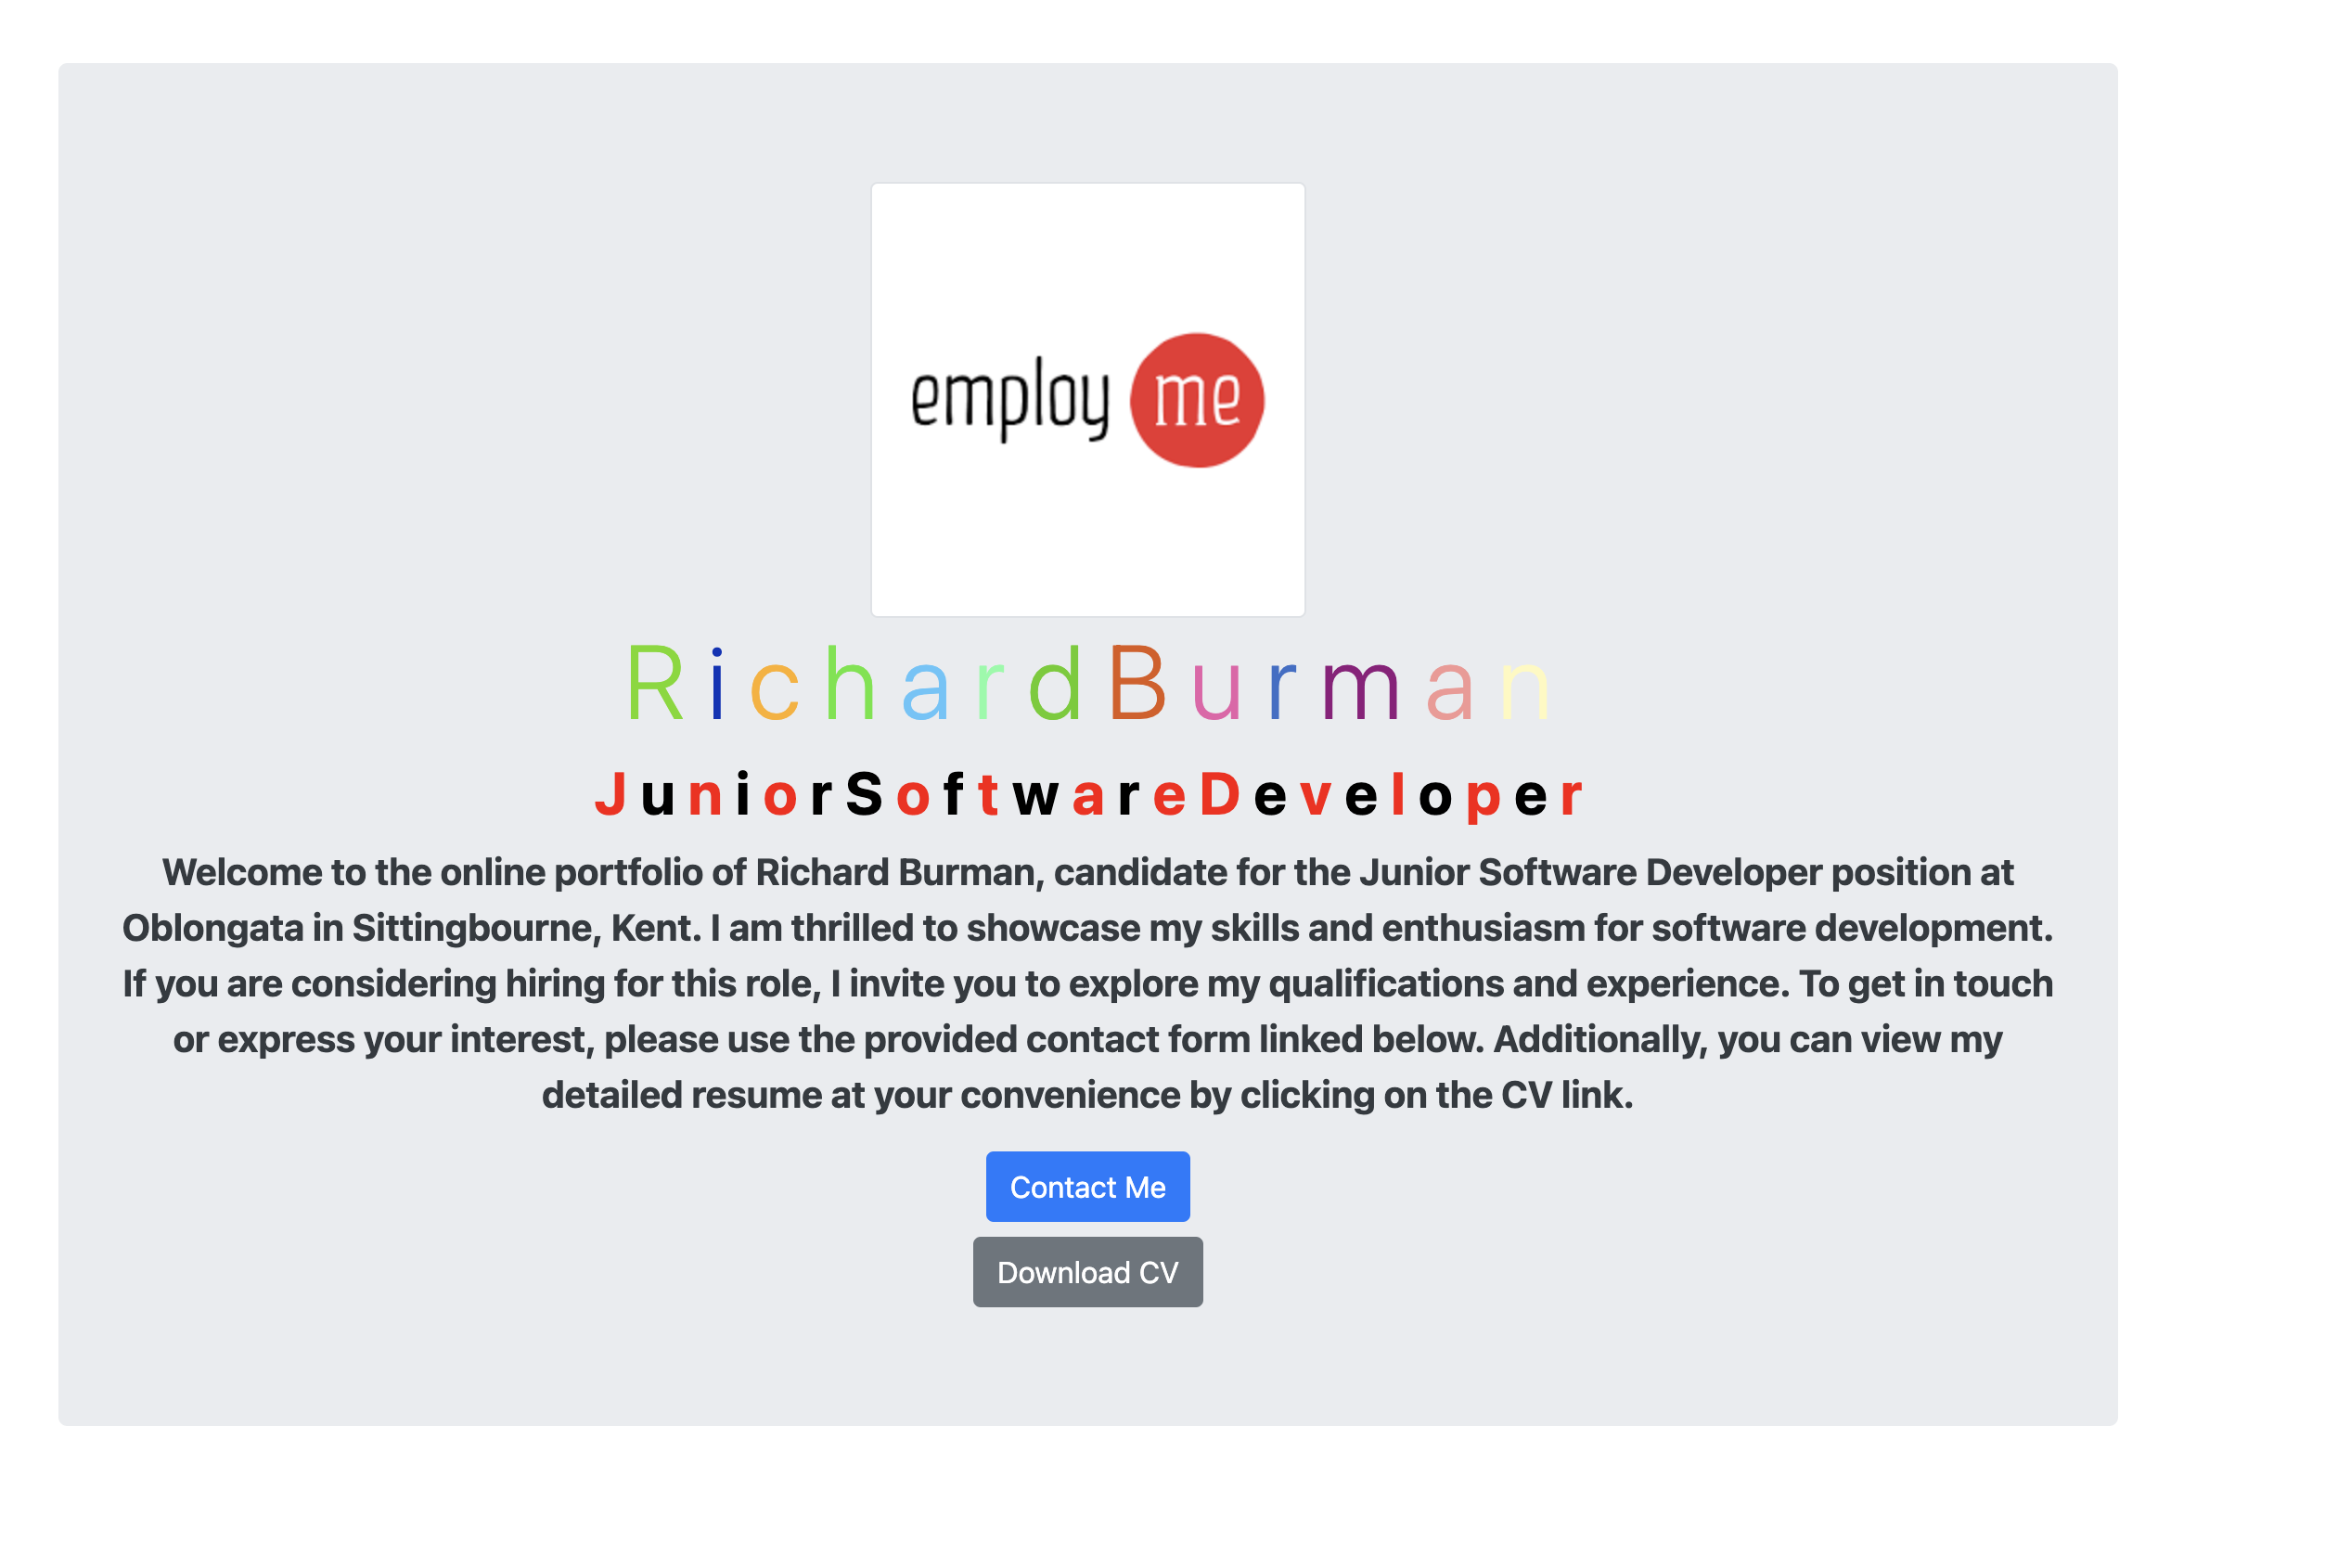 employ me
RichardBurman
JuniorSoftwareDeveloper
Welcome to the online portfolio of Richard Burman, candidate for the Junior Software Developer position at
Oblongata in Sittingbourne, Kent. I am thrilled to showcase my skills and enthusiasm for software development.
If you are considering hiring for this role, I invite you to explore my qualifications and experience. To get in touch
or express your interest, please use the provided contact form linked below. Additionally, you can view my
detailed resume at your convenience by clicking on the CV link.
Contact Me
Download CV